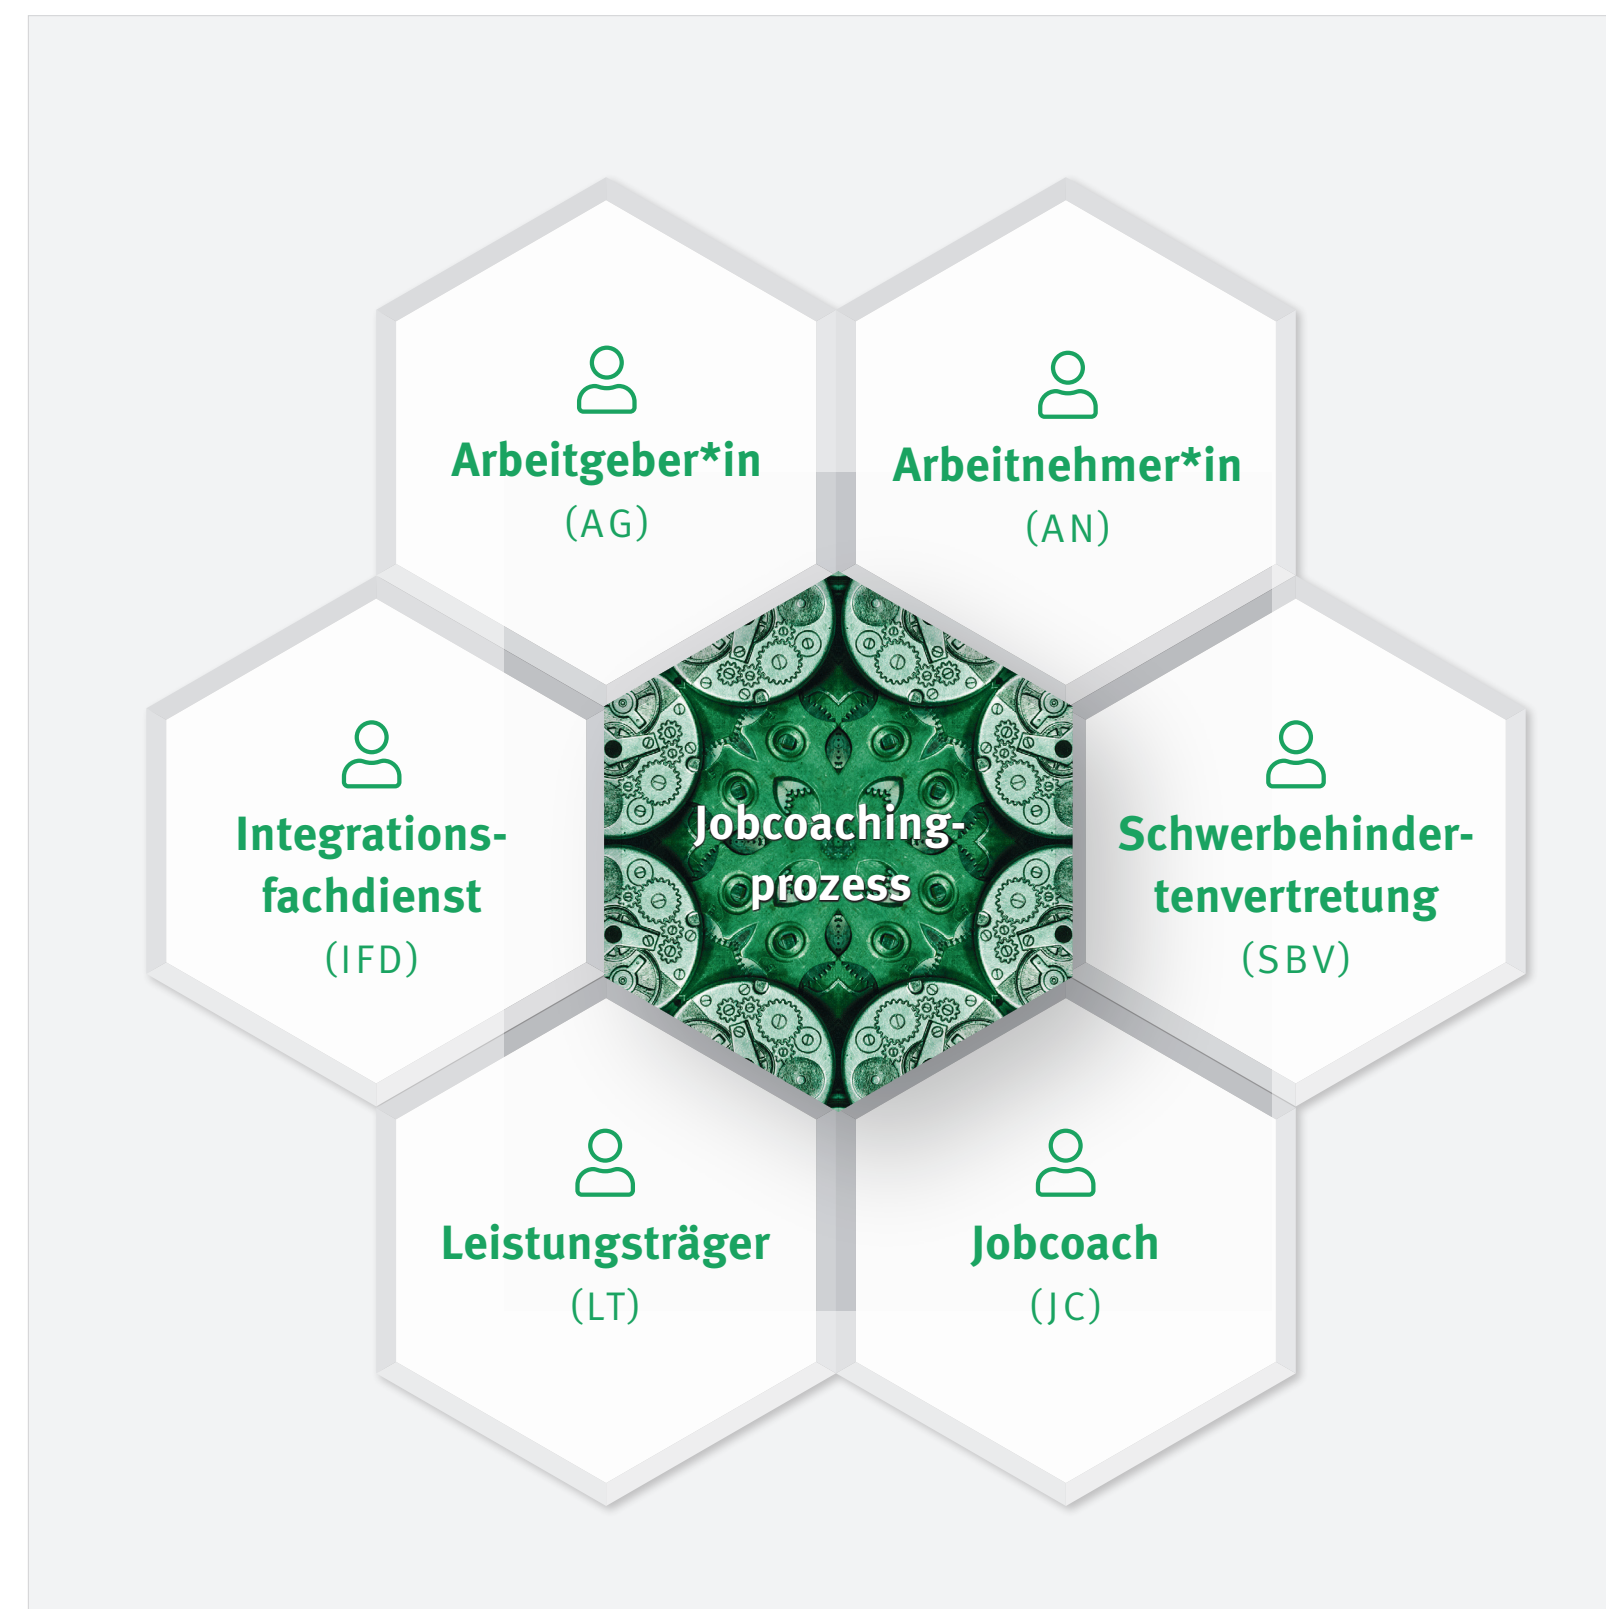 Arbeitgeber*in
(AG)
Arbeitnehmer*in
(AN)
Integrations-
fachdienst
(IFD)
Jobcoaching-
prozess
Schwerbehinder-
tenvertretung
(SBV)
Leistungsträger
(LT)
Jobcoach
(JC)